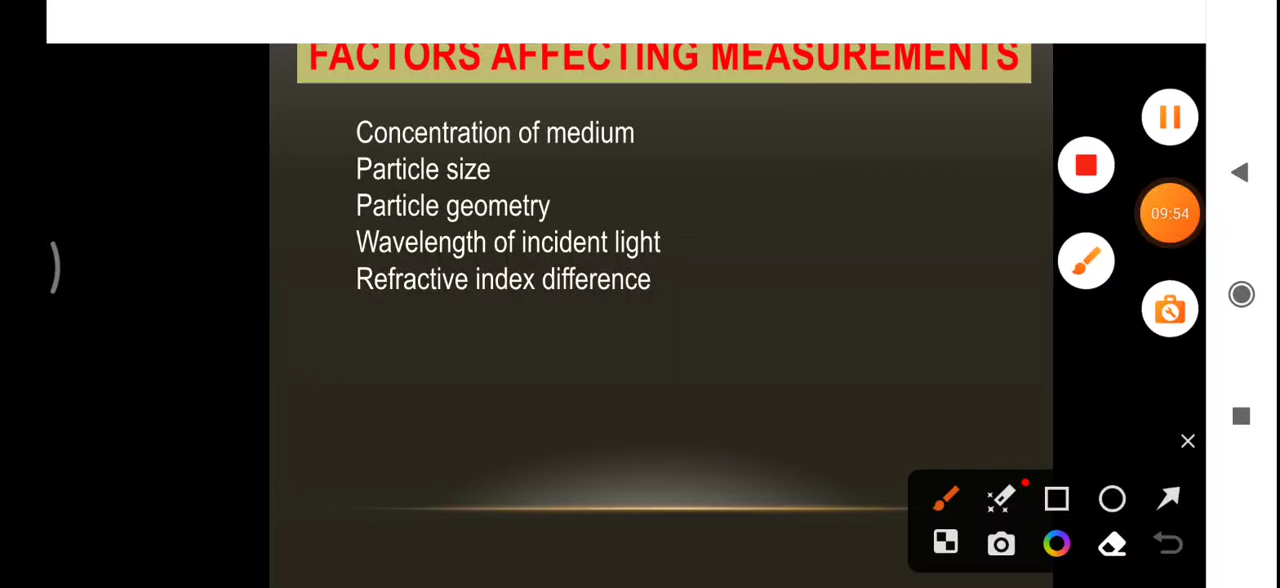 FACTORS AFFECTING MEASUREMENTS
Concentration of medium
Particle size
Particle geometry
Wavelength of incident light
Refractive index difference
09:54